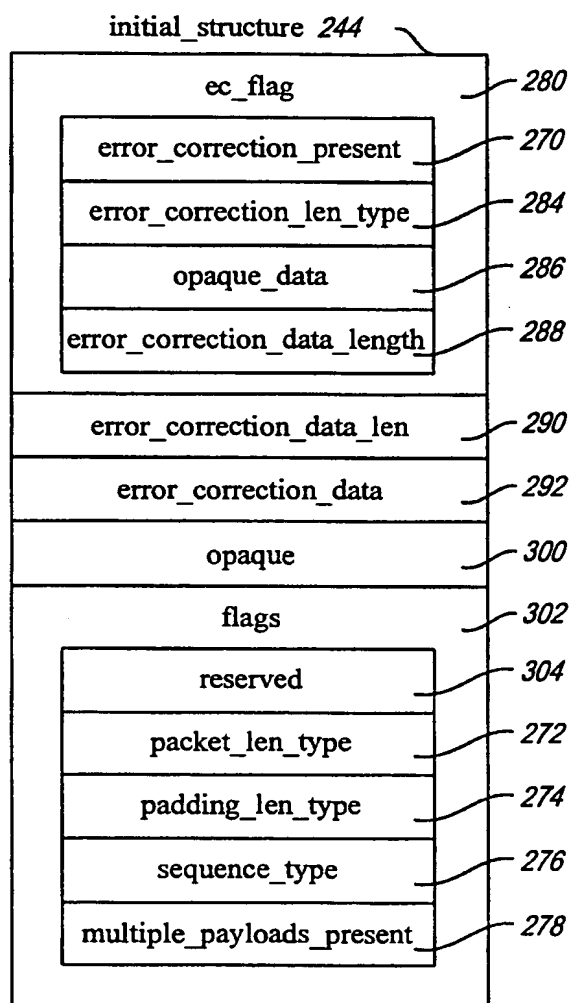 initial_structure 244
ec_flag 280
error_correction_present 270
error_correction_len_type 284
opaque_data 286
error_correction_data_length 288
error_correction_data_len 290
error_correction_data 292
opaque 300
flags 302
reserved 304
packet_len_type 272
padding_len_type 274
sequence_type 276
multiple_payloads_present 278